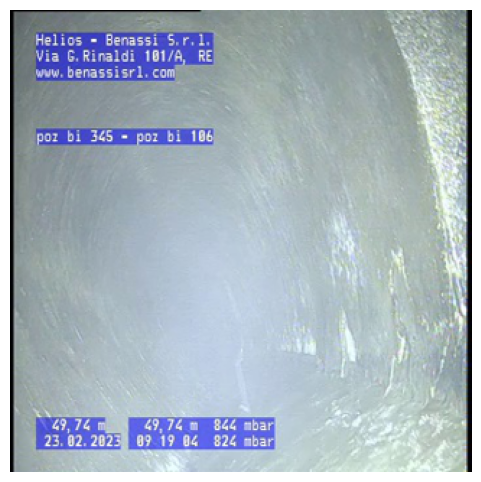 Helios - Benassi S.r.l.
Via G.Rinaldi 101/A, RE
www.benassisrl.com
poz bi 345 - poz bi 106
49,74 m 49,74 m 844 mbar
23.02.2023 09 19 04 824 mbar